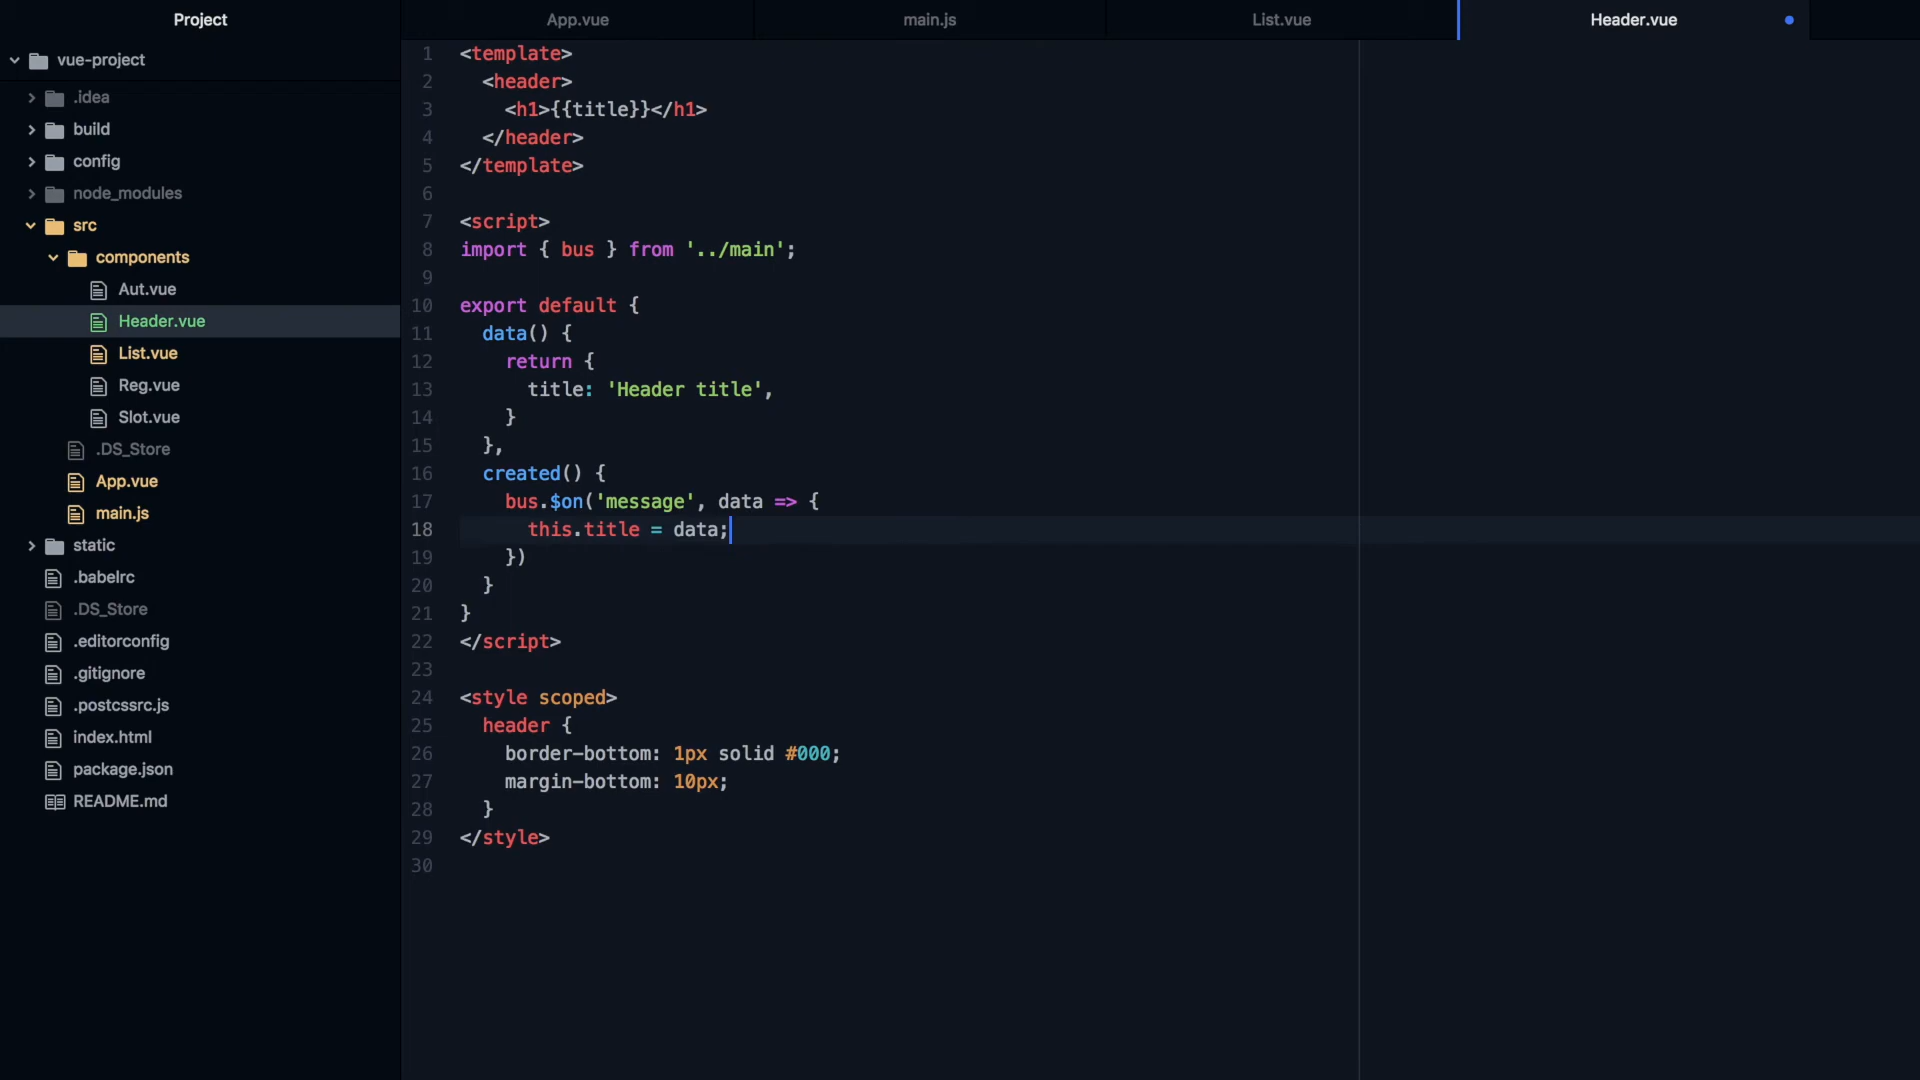 Project
vue-project
.idea
build
config
node_modules
src
components
Aut.vue
Header.vue
List.vue
Reg.vue
Slot.vue
.DS_Store
App.vue
main.js
static
.babelrc
.DS_Store
.editorconfig
.gitignore
.postcssrc.js
index.html
package.json
README.md
App.vue
main.js
List.vue
Header.vue
1 <template>
2 <header>
3 <h1>{{title}}</h1>
4 </header>
5 </template>
6
7 <script>
8 import { bus } from '../main';
9
10 export default {
11 data() {
12 return {
13 title: 'Header title',
14 }
15 },
16 created() {
17 bus.$on('message', data => {
18 this.title = data;
19 })
20 }
21 }
22 </script>
23
24 <style scoped>
25 header {
26 border-bottom: 1px solid #000;
27 margin-bottom: 10px;
28 }
29 </style>
30